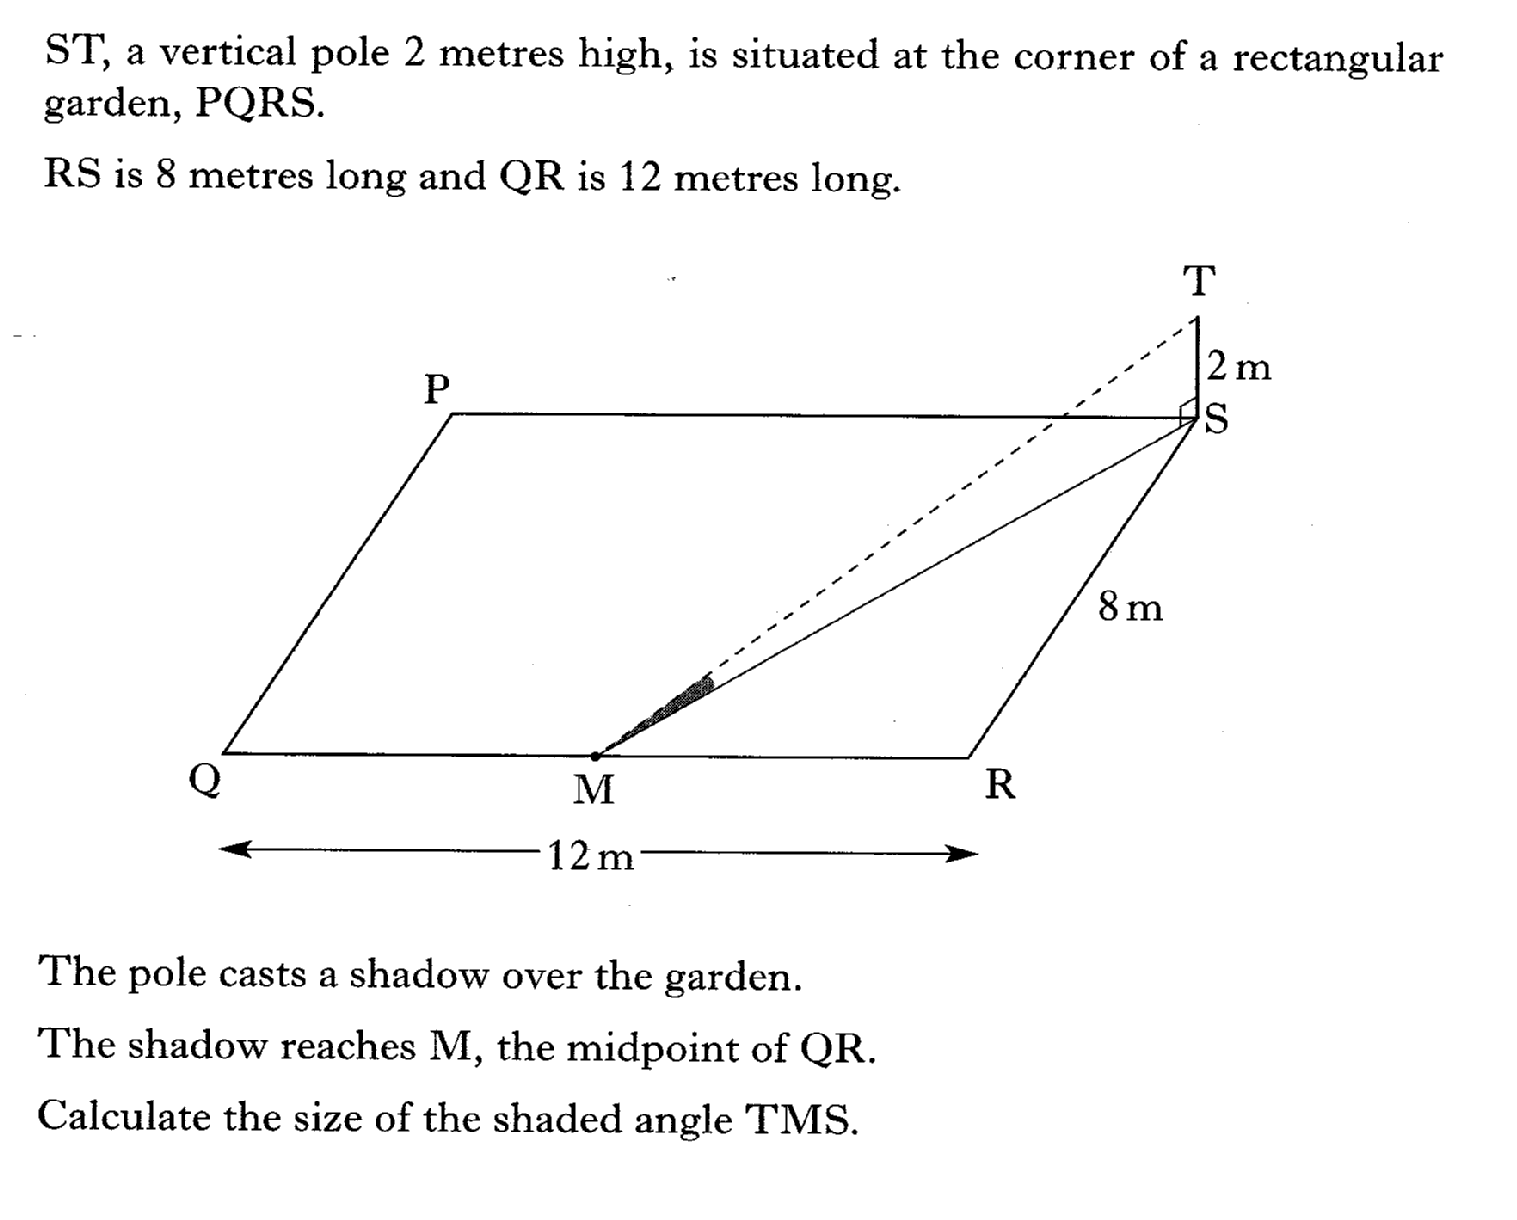 ST, a vertical pole 2 metres high, is situated at the corner of a rectangular
garden, PQRS.
RS is 8 metres long and QR is 12 metres long.
T
2 m
P
S
8 m
Q
M
R
12 m
The pole casts a shadow over the garden.
The shadow reaches M, the midpoint of QR.
Calculate the size of the shaded angle TMS.